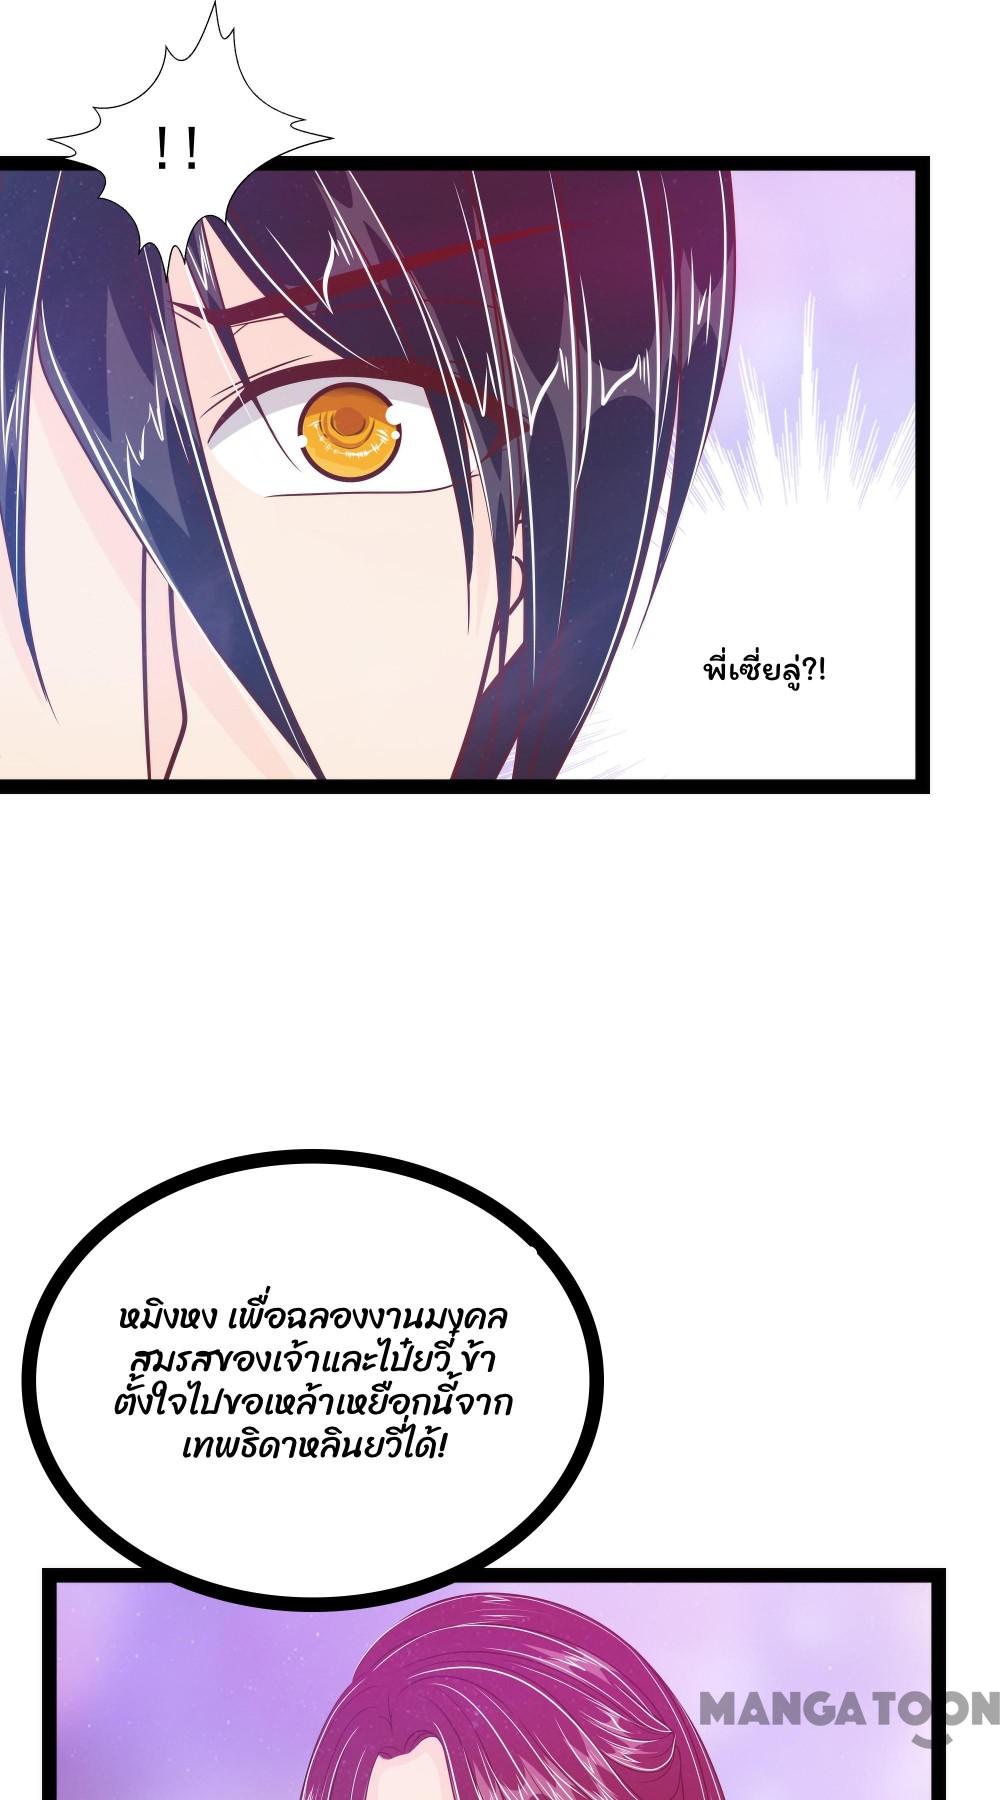 !!
พี่เซี่ยลู่?!
หมิงหง เพื่อฉลองงานมงคล
สมรสของเจ้าและไป๋ยวี่ ข้า
ตั้งใจไปขอเหล้าเหยือกนี้จาก
เทพธิดาหลินยวี่ได้!
MANGATOON